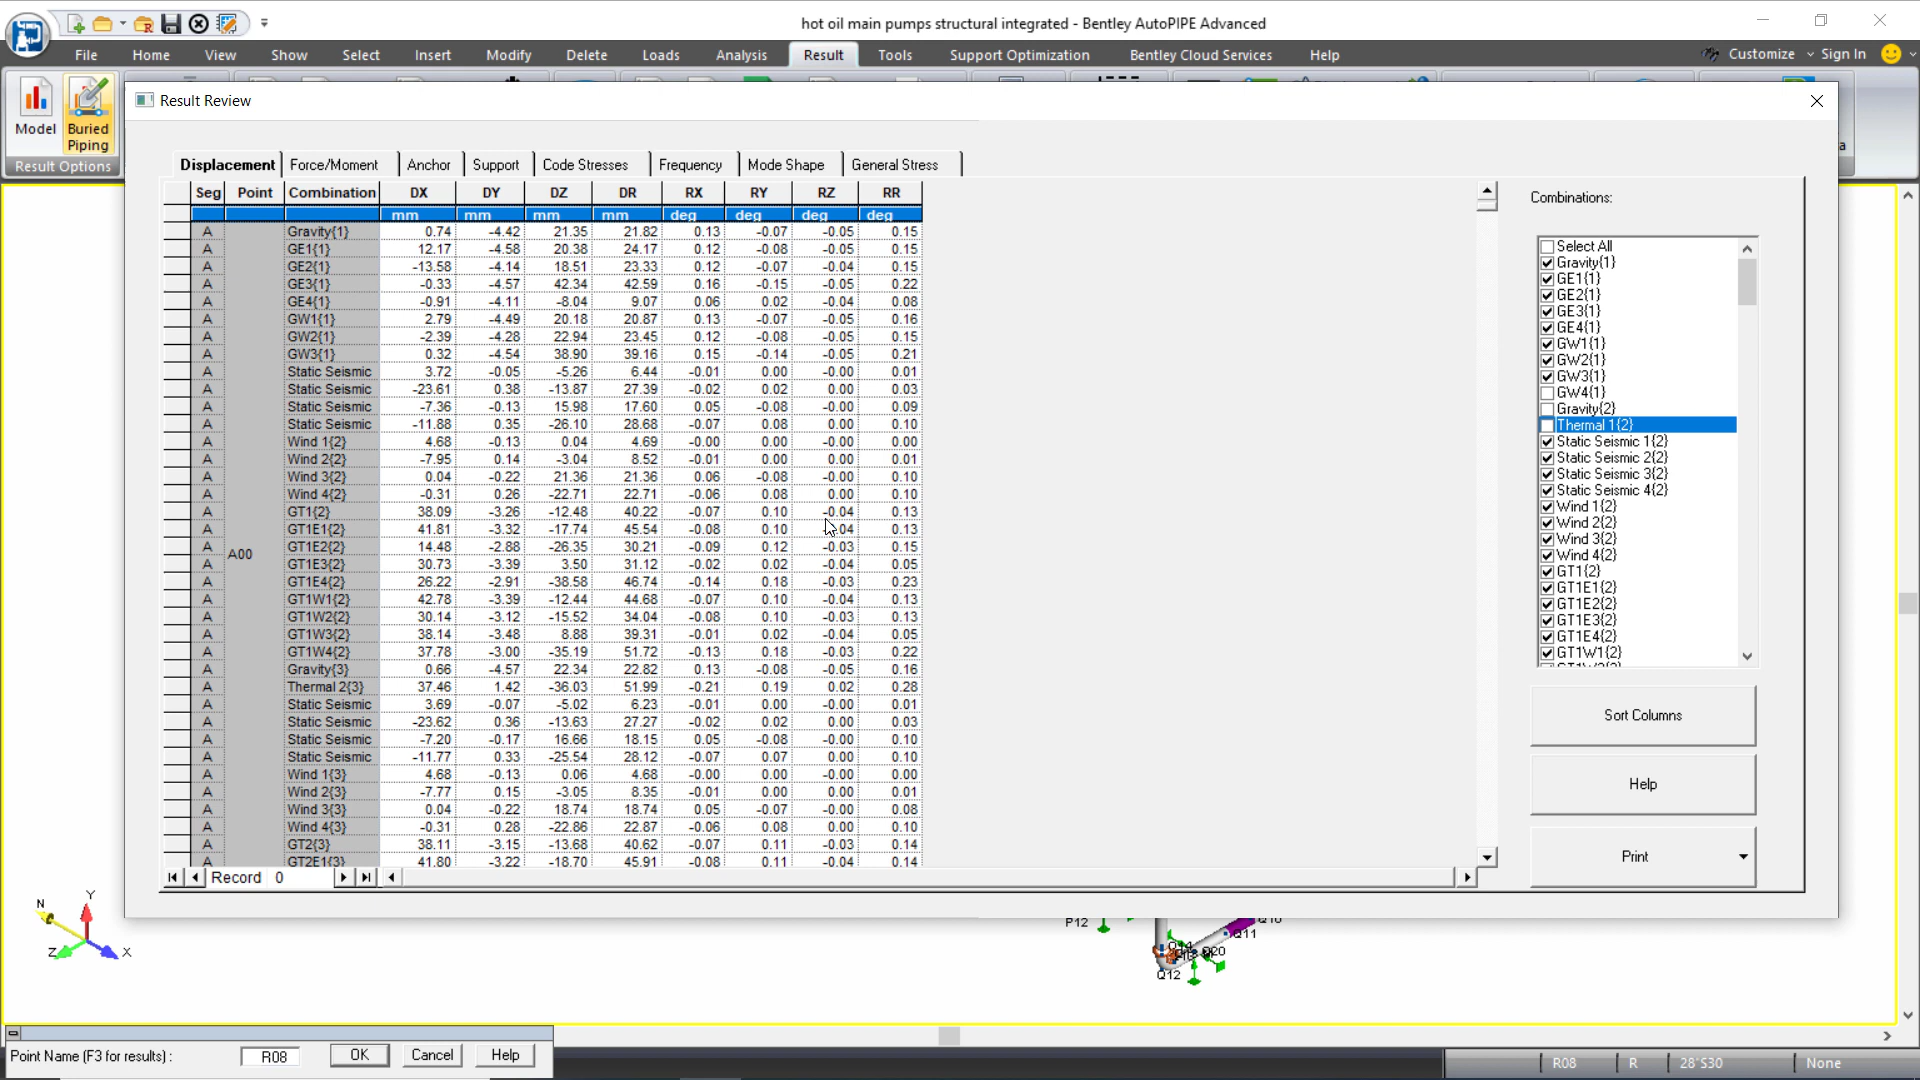 hot oil main pumps structural integrated - Bentley AutoPIPE Advanced
File Home View Show Select Insert Modify Delete Loads Analysis Result Tools Support Optimization Bentley Cloud Services Help Customize Sign In
Model Buried Piping
Result Options
Result Review
Displacement Force/Moment Anchor Support Code Stresses Frequency Mode Shape General Stress
Seg Point Combination DX DY DZ DR RX RY RZ RR
mm mm mm mm deg deg deg deg
A Gravity{1} 0.74 -4.42 21.35 21.82 0.13 -0.07 -0.05 0.15
A GE1{1} 12.17 -4.58 20.38 24.17 0.12 -0.08 -0.05 0.15
A GE2{1} -13.58 -4.14 18.51 23.33 0.12 -0.07 -0.04 0.15
A GE3{1} -0.33 -4.57 42.34 42.59 0.16 -0.15 -0.05 0.22
A GE4{1} -0.91 -4.11 -8.04 9.07 0.06 0.02 -0.04 0.08
A GW1{1} 2.79 -4.49 20.18 20.87 0.13 -0.07 -0.05 0.16
A GW2{1} -2.39 -4.28 22.94 23.45 0.12 -0.08 -0.05 0.15
A GW3{1} 0.32 -4.54 38.90 39.16 0.15 -0.14 -0.05 0.21
A Static Seismic 3.72 -0.05 -5.26 6.44 -0.01 0.00 -0.00 0.01
A Static Seismic -23.61 0.38 -13.87 27.39 -0.02 0.02 0.00 0.03
A Static Seismic -7.36 -0.13 15.98 17.60 0.05 -0.08 -0.00 0.09
A Static Seismic -11.88 0.35 -26.10 28.68 -0.07 0.08 0.00 0.10
A Wind 1{2} 4.68 -0.13 0.04 4.69 -0.00 0.00 -0.00 0.00
A Wind 2{2} -7.95 0.14 -3.04 8.52 -0.01 0.00 0.00 0.01
A Wind 3{2} 0.04 -0.22 21.36 21.36 0.06 -0.08 -0.00 0.10
A Wind 4{2} -0.31 0.26 -22.71 22.71 -0.06 0.08 0.00 0.10
A GT1{2} 38.09 -3.26 -12.48 40.22 -0.07 0.10 -0.04 0.13
A GT1E1{2} 41.81 -3.32 -17.74 45.54 -0.08 0.10 0.13
A GT1E2{2} 14.48 -2.88 -26.35 30.21 -0.09 0.12 -0.03 0.15
A00
A GT1E3{2} 30.73 -3.39 3.50 31.12 -0.02 0.02 -0.04 0.05
A GT1E4{2} 26.22 -2.91 -38.58 46.74 -0.14 0.18 -0.03 0.23
A GT1W1{2} 42.78 -3.39 -12.44 44.68 -0.07 0.10 -0.04 0.13
A GT1W2{2} 30.14 -3.12 -15.52 34.04 -0.08 0.10 -0.03 0.13
A GT1W3{2} 38.14 -3.48 8.88 39.31 -0.01 0.02 -0.04 0.05
A GT1W4{2} 37.78 -3.00 -35.19 51.72 -0.13 0.18 -0.03 0.22
A Gravity{3} 0.66 -4.57 22.34 22.82 0.13 -0.08 -0.05 0.16
A Thermal 2{3} 37.46 1.42 -36.03 51.99 -0.21 0.19 0.02 0.28
A Static Seismic 3.69 -0.07 -5.02 6.23 -0.01 0.00 -0.00 0.01
A Static Seismic -23.62 0.36 -13.63 27.27 -0.02 0.02 0.00 0.03
A Static Seismic -7.20 -0.17 16.66 18.15 0.05 -0.08 -0.00 0.10
A Static Seismic -11.77 0.33 -25.54 28.12 -0.07 0.07 0.00 0.10
A Wind 1{3} 4.68 -0.13 0.06 4.68 -0.00 0.00 -0.00 0.00
A Wind 2{3} -7.77 0.15 -3.05 8.35 -0.01 0.00 0.00 0.01
A Wind 3{3} 0.04 -0.22 18.74 18.74 0.05 -0.07 -0.00 0.08
A Wind 4{3} -0.31 0.28 -22.86 22.87 -0.06 0.08 0.00 0.10
A GT2{3} 38.11 -3.15 -13.68 40.62 -0.07 0.11 -0.03 0.14
A GT2E1{3} 41.80 -3.22 -18.70 45.91 -0.08 0.11 -0.04 0.14
Record 0
Combinations:
Select All
Gravity{1}
GE1{1}
GE2{1}
GE3{1}
GE4{1}
GW1{1}
GW2{1}
GW3{1}
GW4{1}
Gravity{2}
Thermal 1{2}
Static Seismic 1{2}
Static Seismic 2{2}
Static Seismic 3{2}
Static Seismic 4{2}
Wind 1{2}
Wind 2{2}
Wind 3{2}
Wind 4{2}
GT1{2}
GT1E1{2}
GT1E2{2}
GT1E3{2}
GT1E4{2}
GT1W1{2}
Sort Columns
Help
Print
N Y Z X
P12
Q11
Q20
Q12
Point Name (F3 for results) : R08 OK Cancel Help
R08 R 28"S30 None